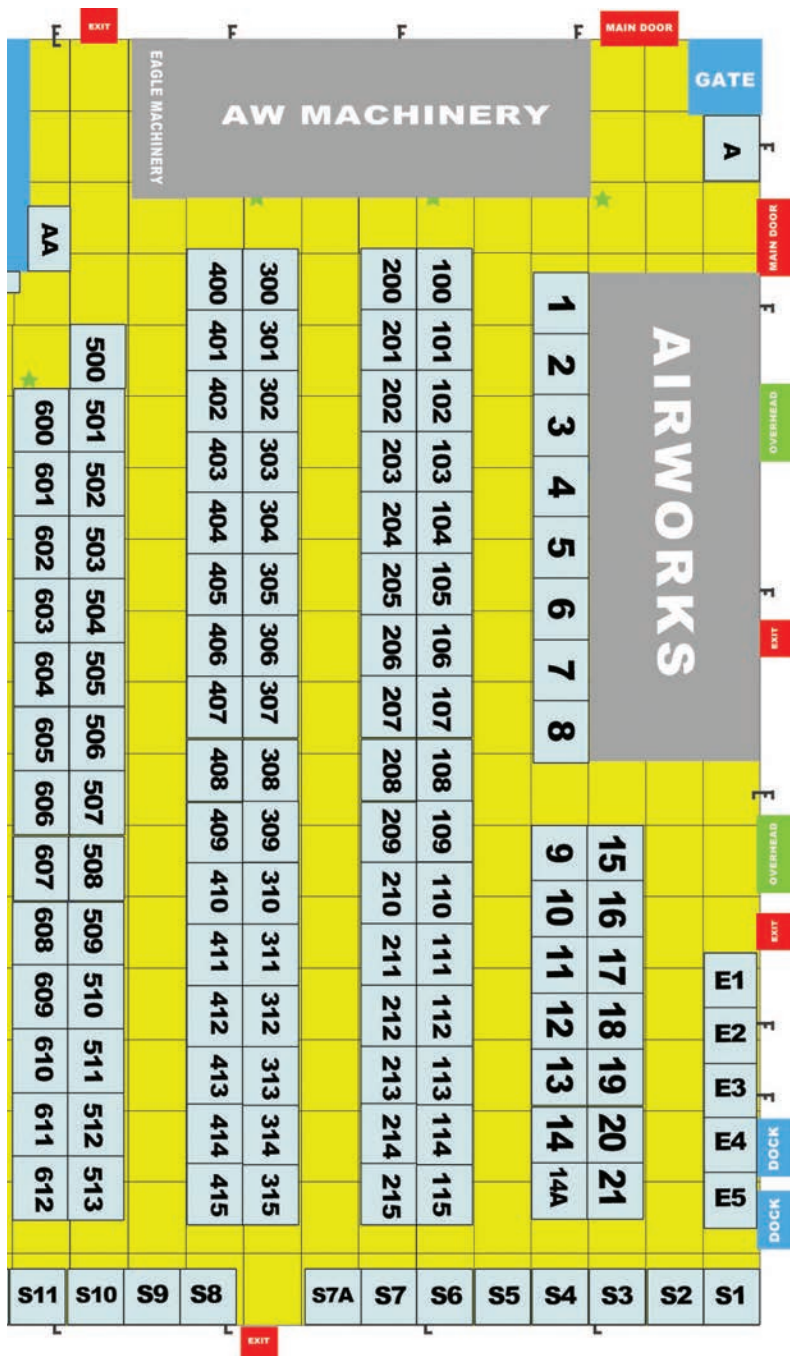 EXIT
MAIN DOOR
EAGLE MACHINERY
AW MACHINERY
GATE
A
MAIN DOOR
AA
400 300 200 100
1
AIRWORKS
401 301 201 101
500
2
402 302 202 102
OVERHEAD
600 501
3
403 303 203 103
601 502
4
404 304 204 104
602 503
5
405 305 205 105
603 504
6
EXIT
406 306 206 106
604 505
7
407 307 207 107
605 506
8
408 308 208 108
606 507
409 309 209 109
9 15
OVERHEAD
607 508
410 310 210 110
10 16
EXIT
608 509
411 311 211 111
11 17
E1
609 510
412 312 212 112
12 18
E2
610 511
413 313 213 113
13 19
E3
611 512
414 314 214 114
14 20
E4
DOCK
612 513
415 315 215 115
14A 21
E5
DOCK
S11 S10 S9 S8 S7A S7 S6 S5 S4 S3 S2 S1
EXIT